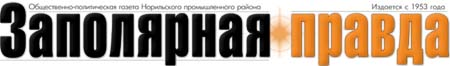 Общественно-политическая газета Норильского промышленного района Издается с 1953 года
Заполярная правда